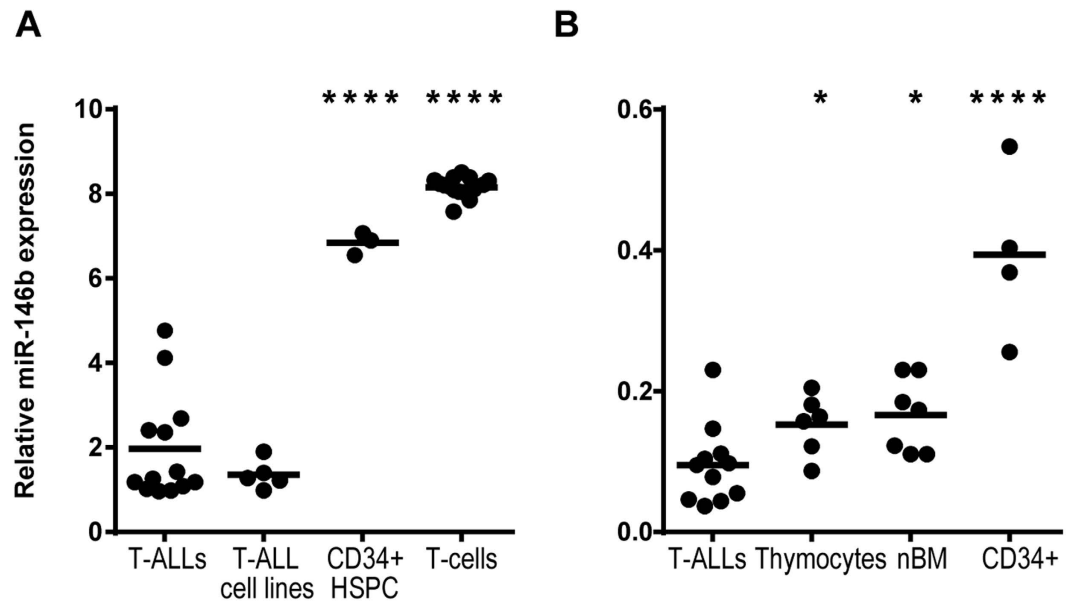 A
B
Relative miR-146b expression
**** ****
10
8
6
4
2
0
T-ALLs T-ALL CD34+ T-cells
cell lines HSPC
* * ****
0.6
0.4
0.2
0.0
T-ALLs Thymocytes nBM CD34+